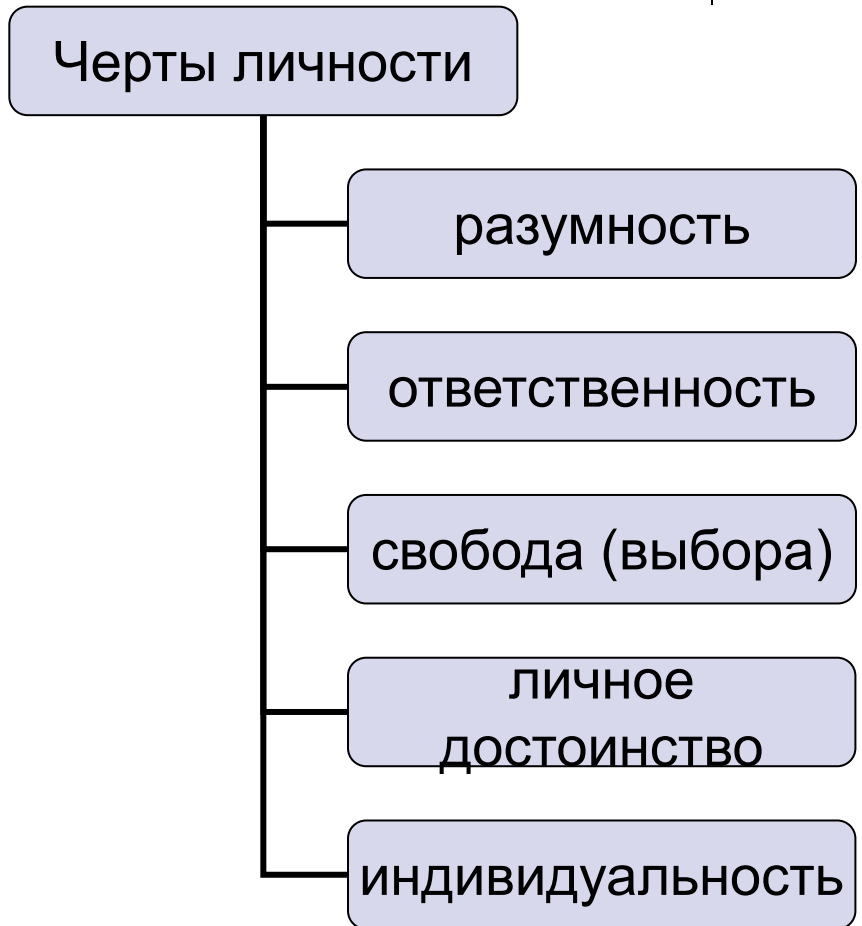 Черты личности
разумность
ответственность
свобода (выбора)
личное
достоинство
индивидуальность